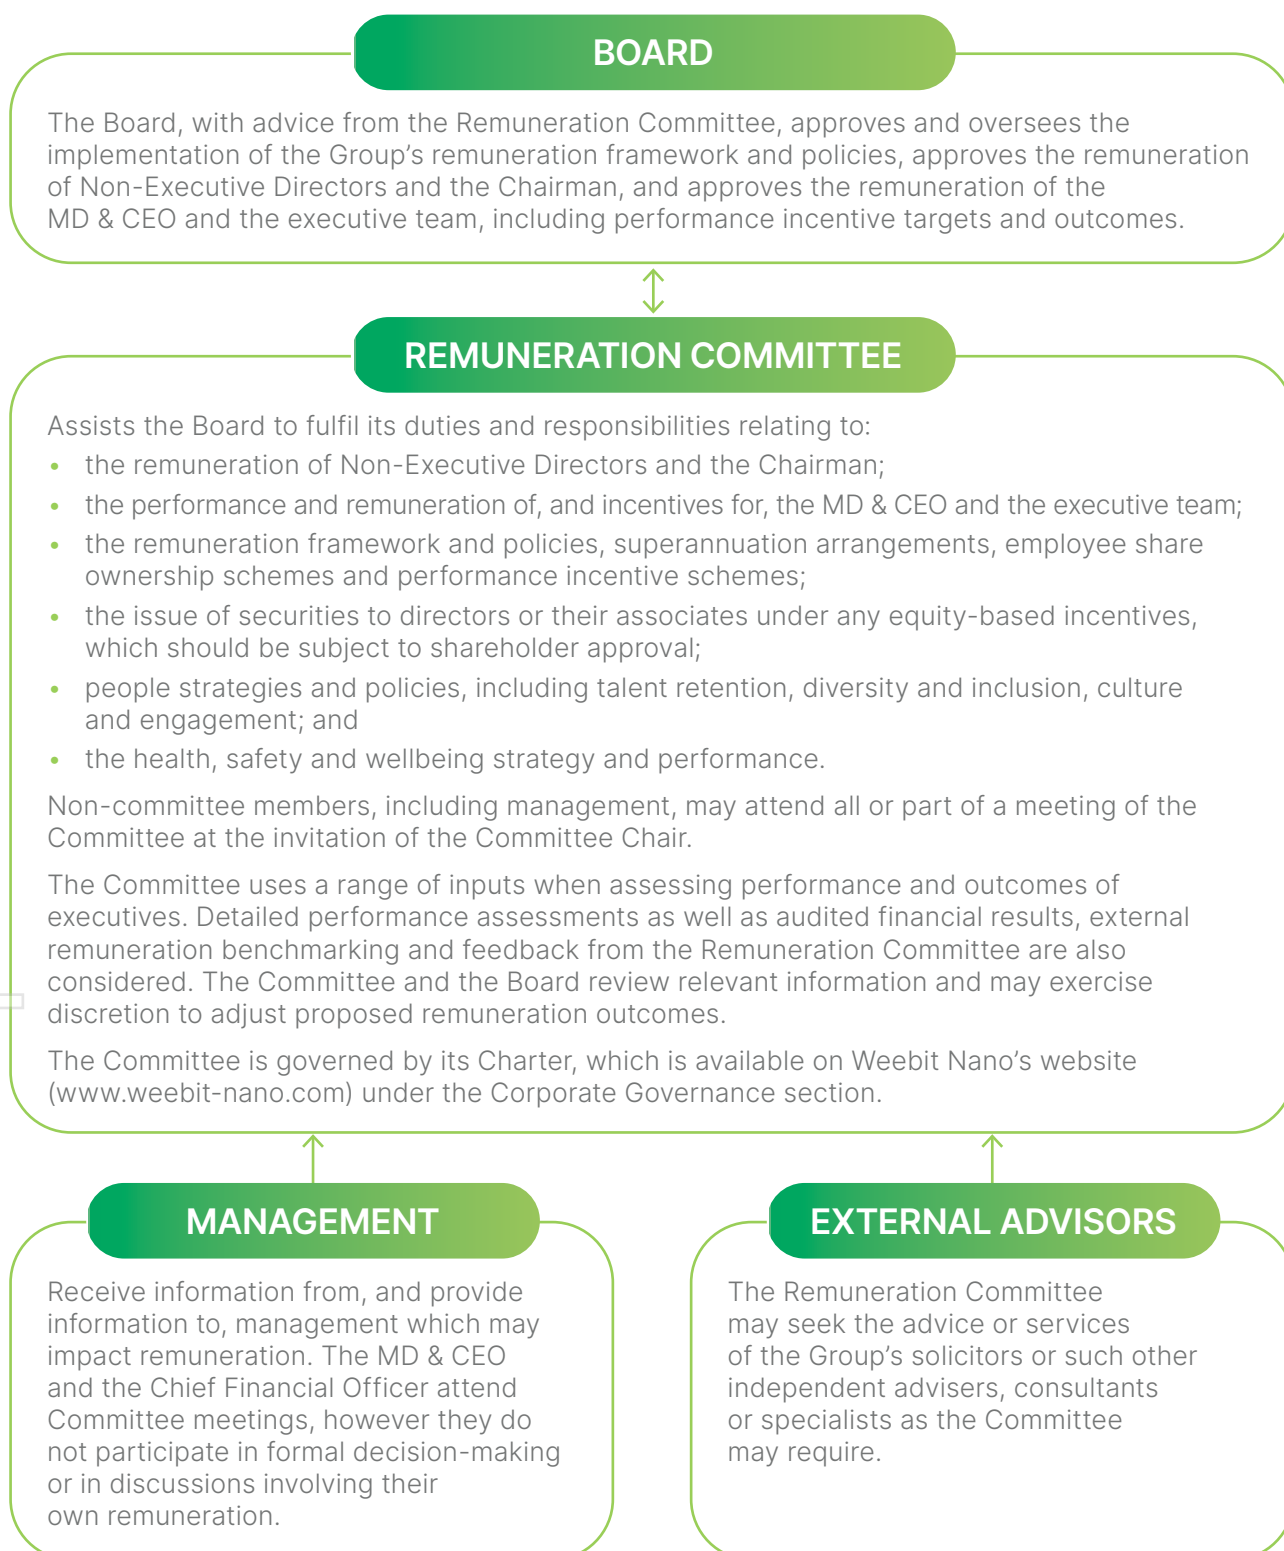 BOARD
The Board, with advice from the Remuneration Committee, approves and oversees the
implementation of the Group’s remuneration framework and policies, approves the remuneration
of Non-Executive Directors and the Chairman, and approves the remuneration of the
MD & CEO and the executive team, including performance incentive targets and outcomes.
REMUNERATION COMMITTEE
Assists the Board to fulfil its duties and responsibilities relating to:
• the remuneration of Non-Executive Directors and the Chairman;
• the performance and remuneration of, and incentives for, the MD & CEO and the executive team;
• the remuneration framework and policies, superannuation arrangements, employee share
ownership schemes and performance incentive schemes;
• the issue of securities to directors or their associates under any equity-based incentives,
which should be subject to shareholder approval;
• people strategies and policies, including talent retention, diversity and inclusion, culture
and engagement; and
• the health, safety and wellbeing strategy and performance.
Non-committee members, including management, may attend all or part of a meeting of the
Committee at the invitation of the Committee Chair.
The Committee uses a range of inputs when assessing performance and outcomes of
executives. Detailed performance assessments as well as audited financial results, external
remuneration benchmarking and feedback from the Remuneration Committee are also
considered. The Committee and the Board review relevant information and may exercise
discretion to adjust proposed remuneration outcomes.
The Committee is governed by its Charter, which is available on Weebit Nano’s website
(www.weebit-nano.com) under the Corporate Governance section.
MANAGEMENT
Receive information from, and provide
information to, management which may
impact remuneration. The MD & CEO
and the Chief Financial Officer attend
Committee meetings, however they do
not participate in formal decision-making
or in discussions involving their
own remuneration.
EXTERNAL ADVISORS
The Remuneration Committee
may seek the advice or services
of the Group’s solicitors or such other
independent advisers, consultants
or specialists as the Committee
may require.